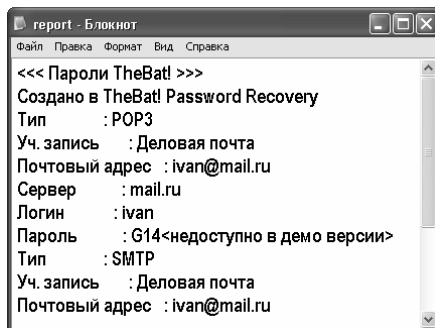 report - Блокнот
Файл Правка Формат Вид Справка
<<< Пароли TheBat! >>>
Создано в TheBat! Password Recovery
Тип : POP3
Уч. запись : Деловая почта
Почтовый адрес : ivan@mail.ru
Сервер : mail.ru
Логин : ivan
Пароль : G14<недоступно в демо версии>
Тип : SMTP
Уч. запись : Деловая почта
Почтовый адрес : ivan@mail.ru